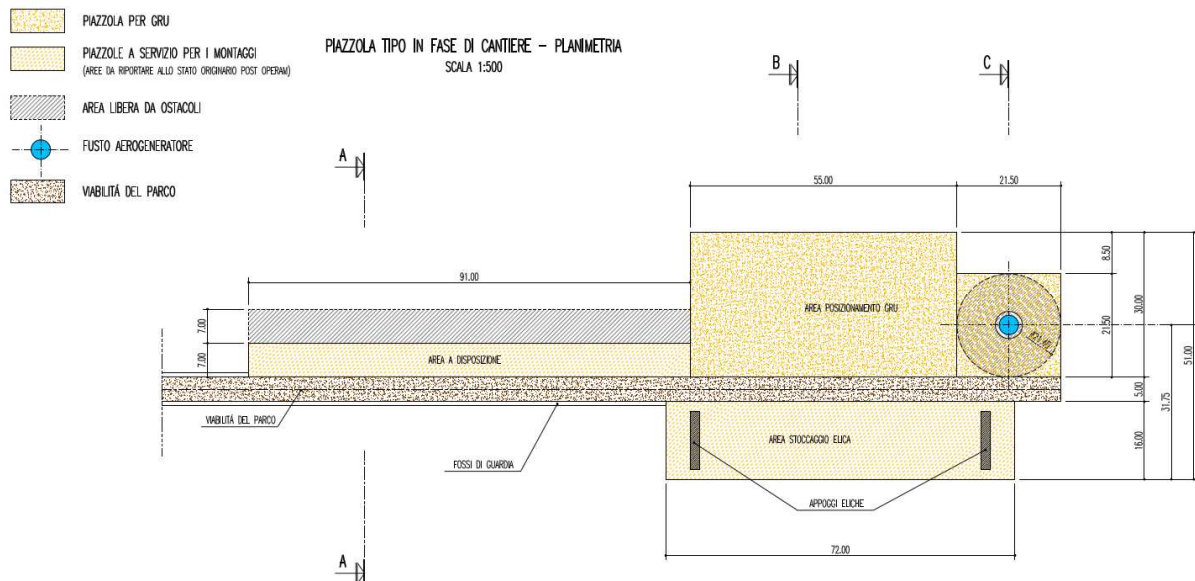 PIAZZOLA PER GRU
PIAZZOLE A SERVIZIO PER I MONTAGGI
(AREE DA RIPORTARE ALLO STATO ORIGINARIO POST OPERAM)
AREA LIBERA DA OSTACOLI
FUSTO AEROGENERATORE
VIABILITÁ DEL PARCO
PIAZZOLA TIPO IN FASE DI CANTIERE – PLANIMETRIA
SCALA 1:500
A
B
C
55.00
21.50
91.00
7.00
7.00
AREA A DISPOSIZIONE
AREA POSIZIONAMENTO GRU
8.50
21.50
30.00
5.00
16.00
31.75
51.00
VIABILITÁ DEL PARCO
FOSSI DI GUARDIA
AREA STOCCAGGIO ELICA
APPOGGI ELICHE
72.00
A